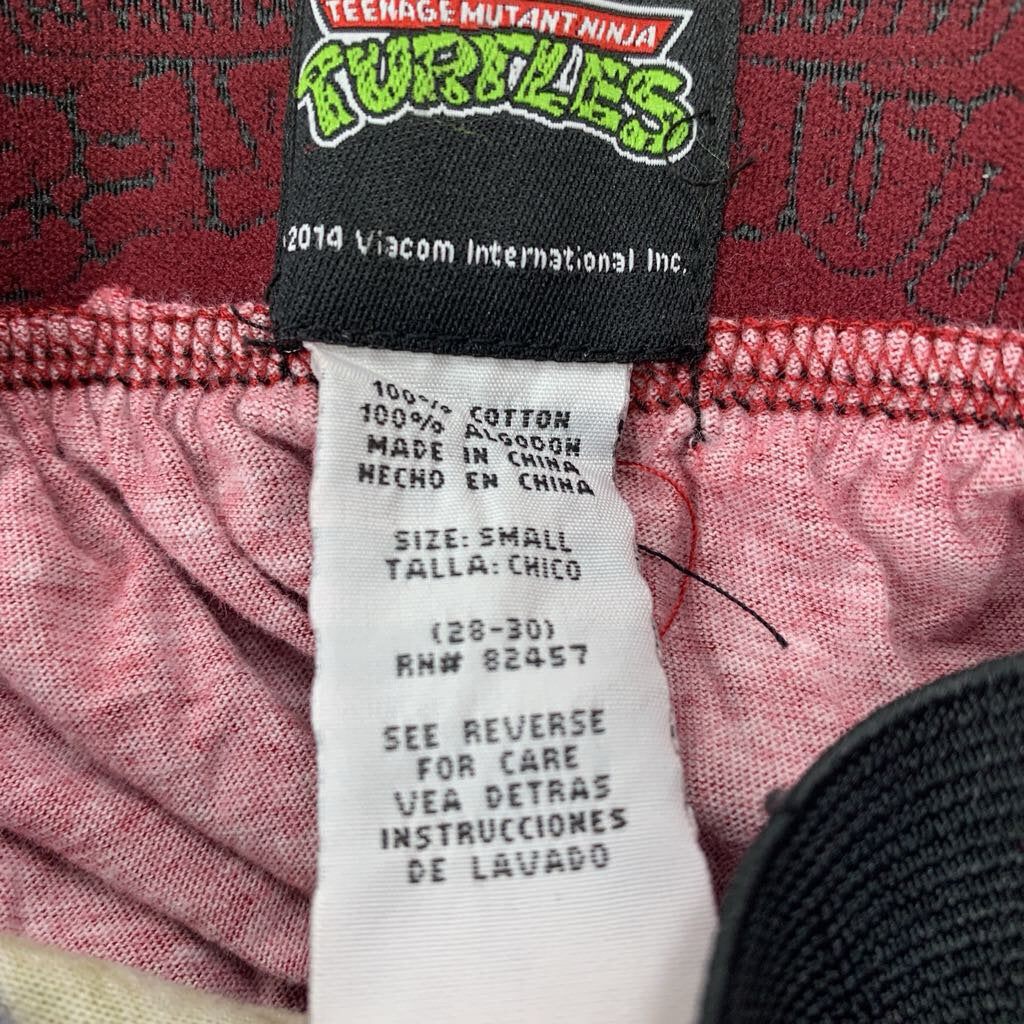 TEENAGE MUTANT NINJA
TURTLES
2014 Viacom International Inc.
100% COTTON
100% ALGODON
MADE IN CHINA
HECHO EN CHINA
SIZE: SMALL
TALLA: CHICO
(28-30)
RN# 82457
SEE REVERSE
FOR CARE
VEA DETRAS
INSTRUCCIONES
DE LAVADO